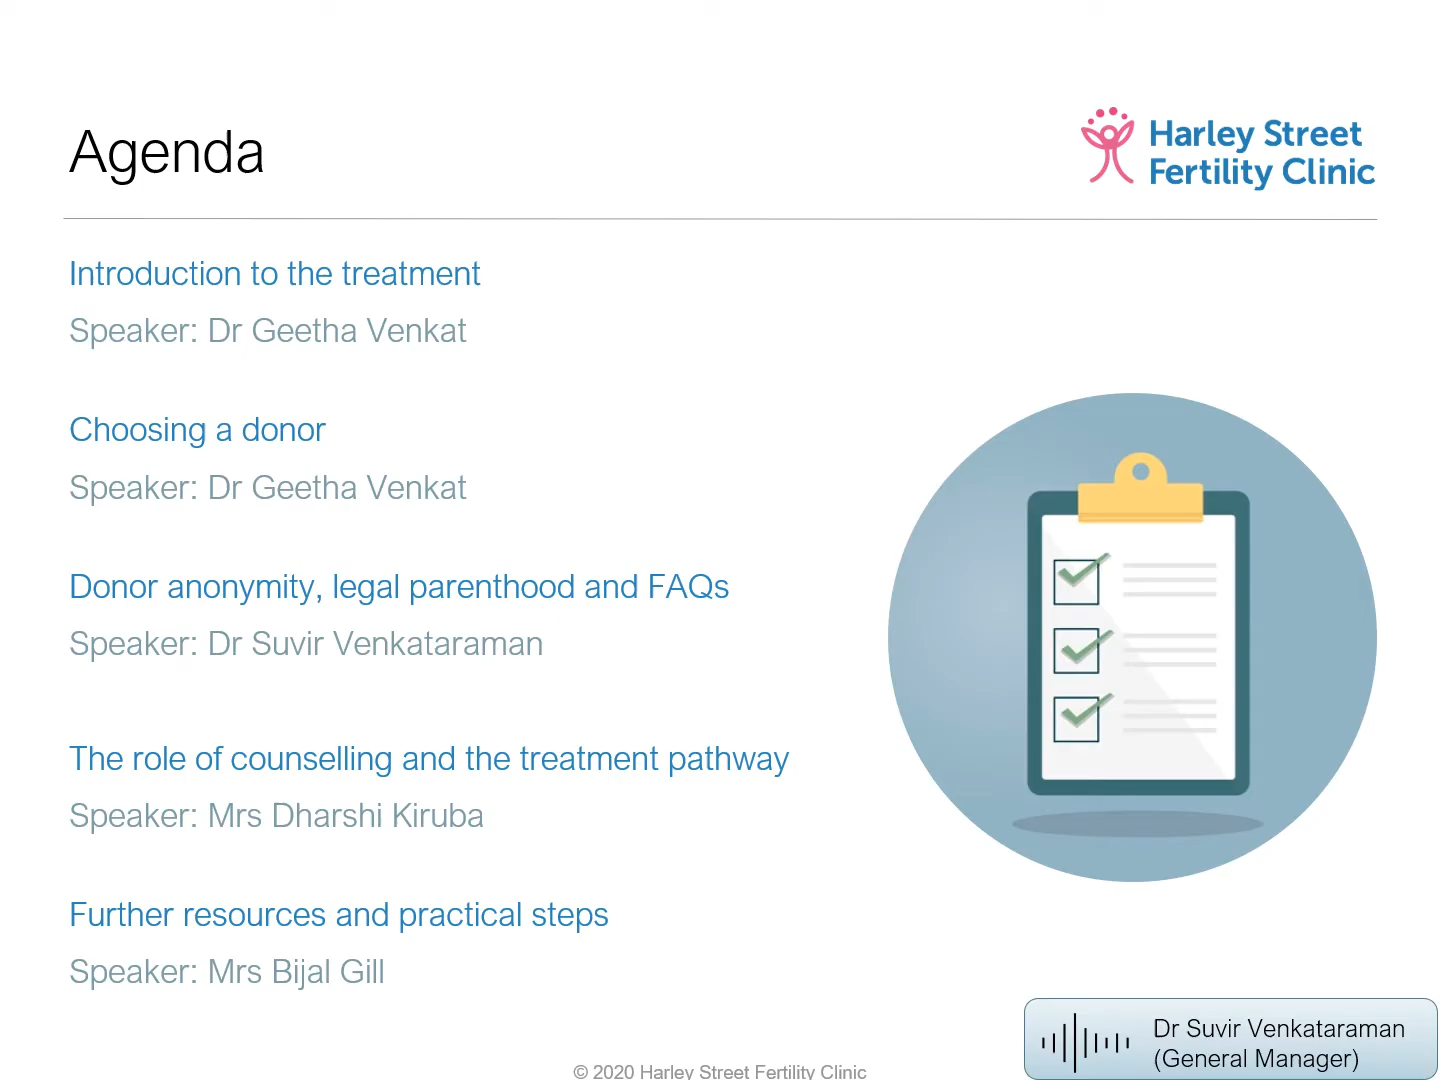 Agenda
Harley Street
Fertility Clinic
Introduction to the treatment
Speaker: Dr Geetha Venkat
Choosing a donor
Speaker: Dr Geetha Venkat
Donor anonymity, legal parenthood and FAQs
Speaker: Dr Suvir Venkataraman
The role of counselling and the treatment pathway
Speaker: Mrs Dharshi Kiruba
Further resources and practical steps
Speaker: Mrs Bijal Gill
Dr Suvir Venkataraman
(General Manager)
© 2020 Harley Street Fertility Clinic